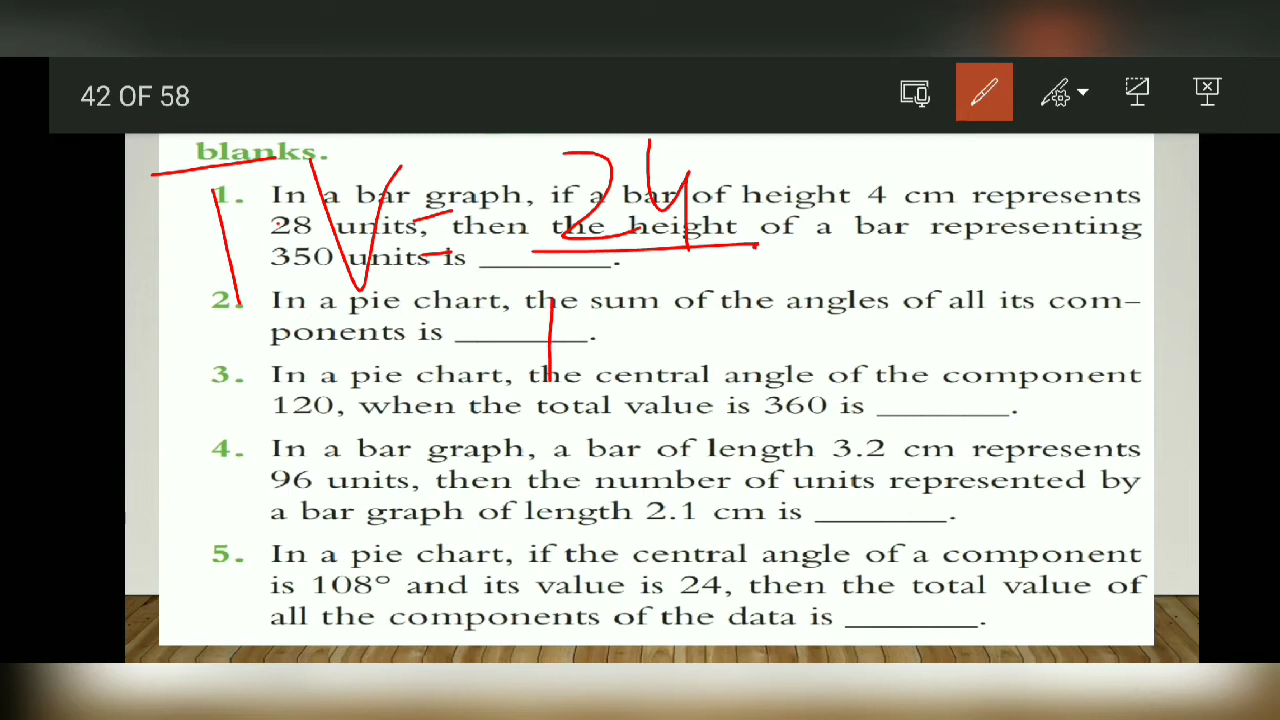 42 OF 58
blanks.
1. In a bar graph, if a bar of height 4 cm represents
28 units, then the height of a bar representing
350 units is ________.
2. In a pie chart, the sum of the angles of all its com-
ponents is ________.
3. In a pie chart, the central angle of the component
120, when the total value is 360 is ________.
4. In a bar graph, a bar of length 3.2 cm represents
96 units, then the number of units represented by
a bar graph of length 2.1 cm is ________.
5. In a pie chart, if the central angle of a component
is 108° and its value is 24, then the total value of
all the components of the data is ________.
TV = 24
1